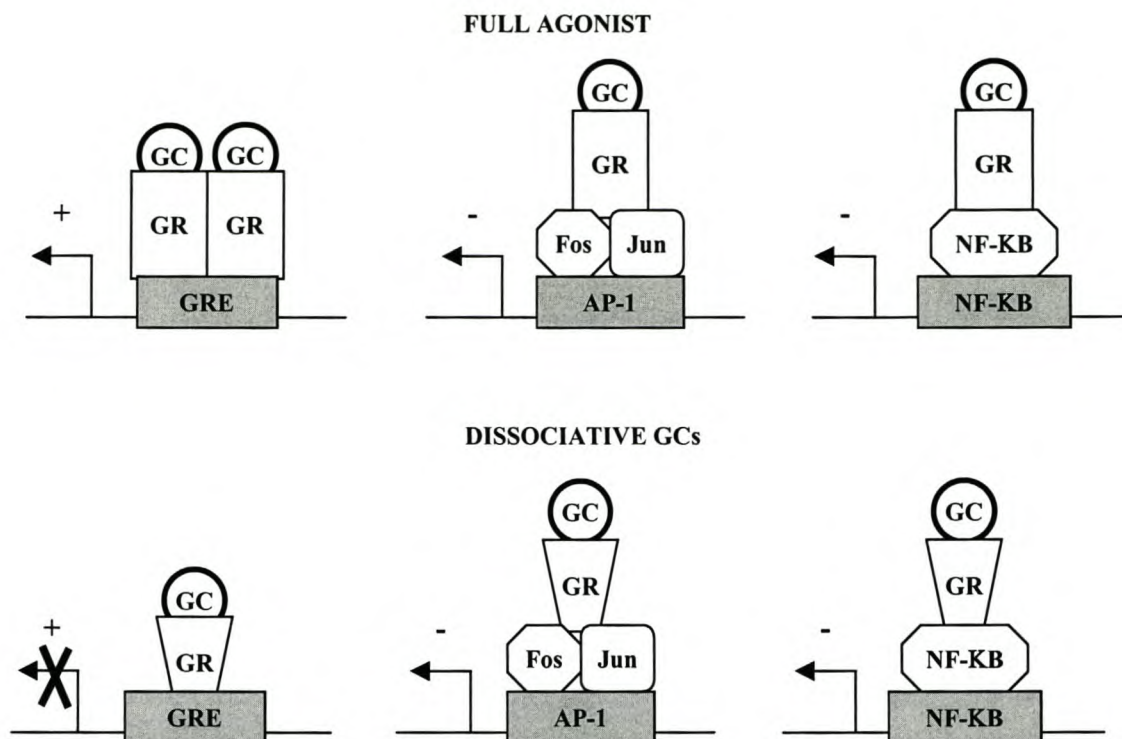 FULL AGONIST
GC
GC
GC GC
GR
GR
+
-
-
GR GR
Fos Jun
NF-KB
GRE
AP-1
NF-KB
DISSOCIATIVE GCs
GC
GC
GC
GR
GR
+
-
-
GR
Fos Jun
NF-KB
GRE
AP-1
NF-KB